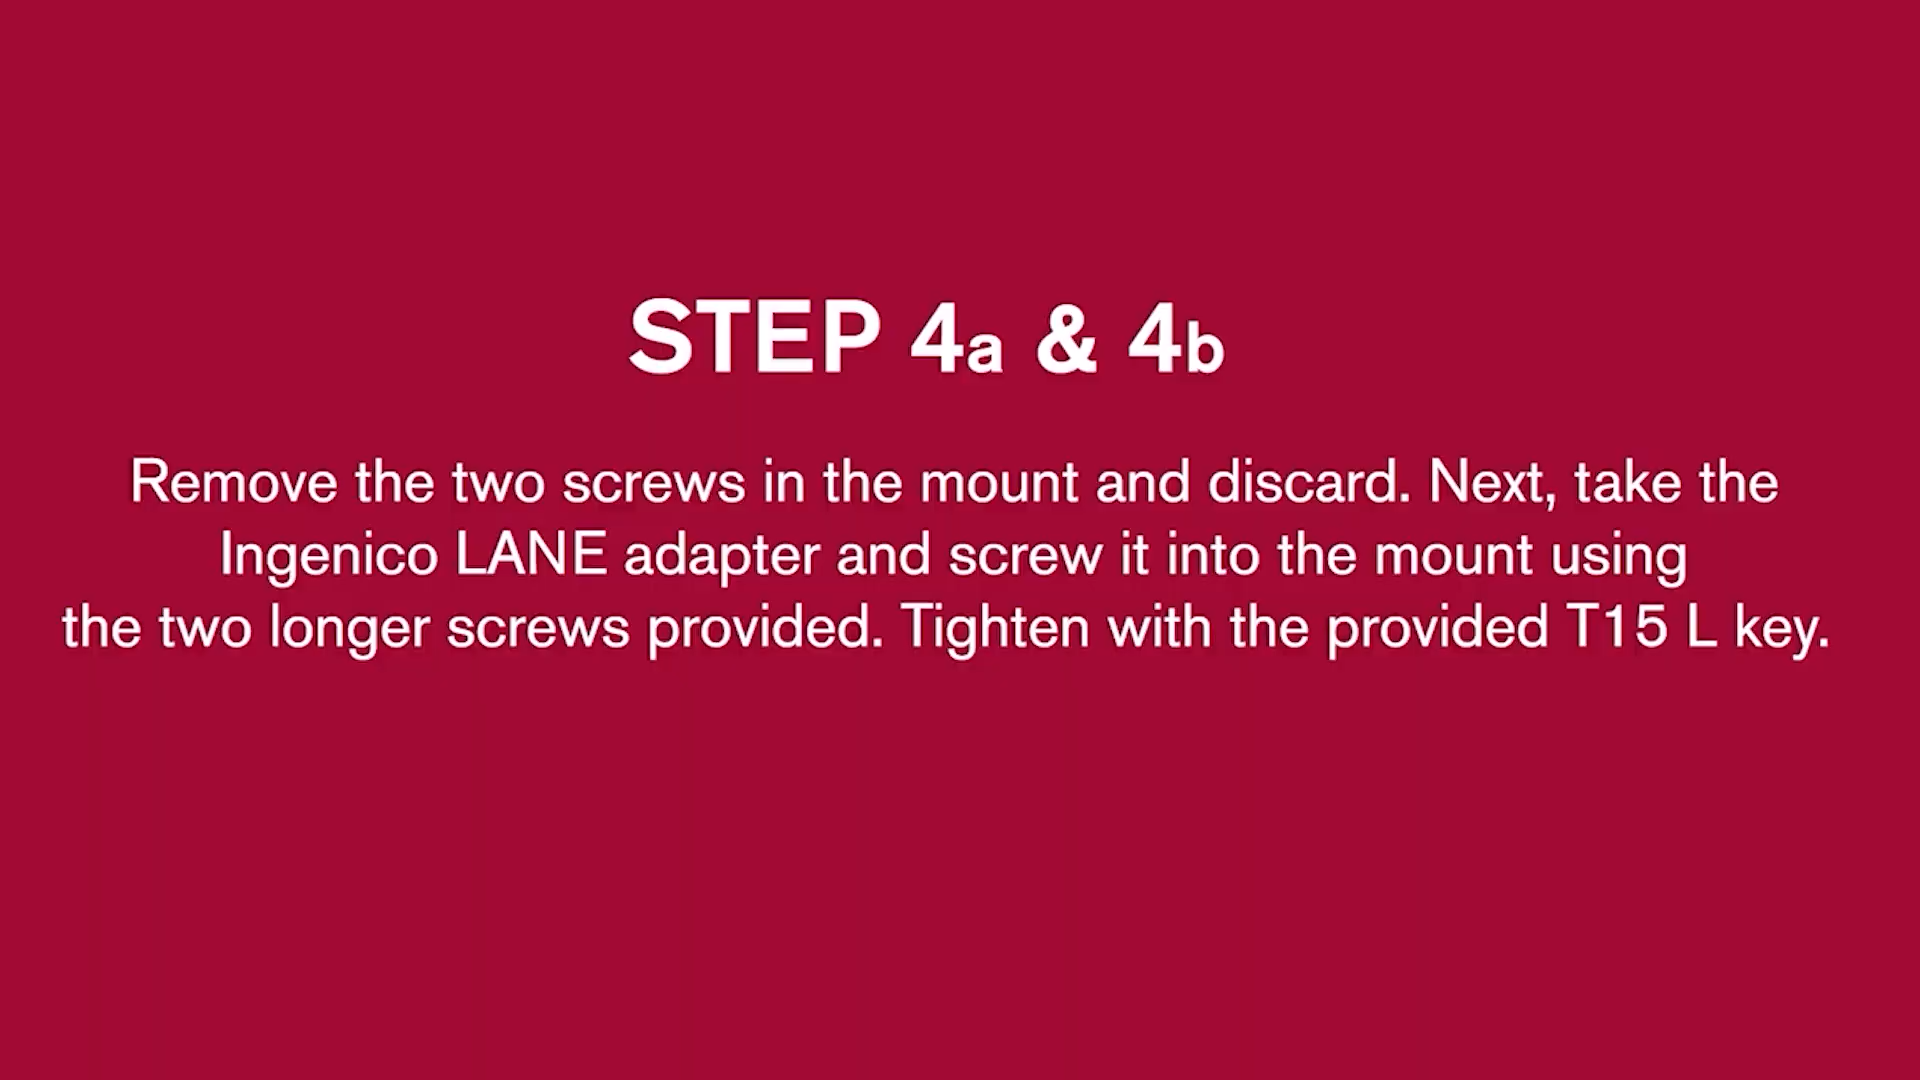 STEP 4a & 4b
Remove the two screws in the mount and discard. Next, take the
Ingenico LANE adapter and screw it into the mount using
the two longer screws provided. Tighten with the provided T15 L key.